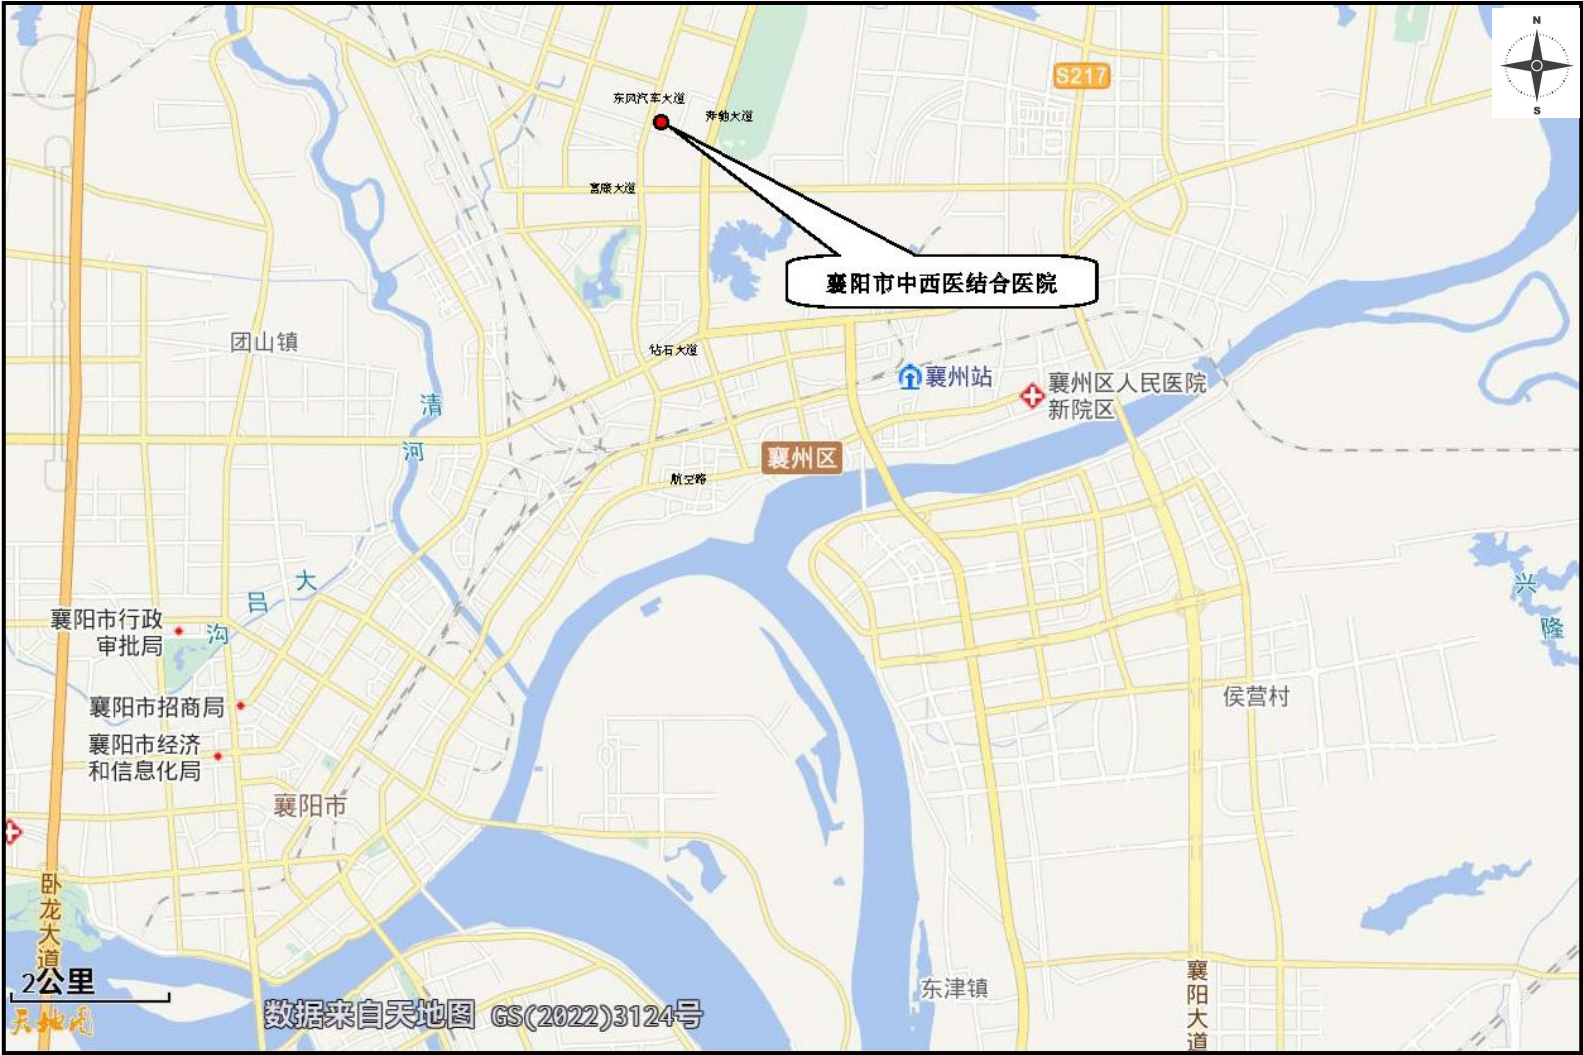 N
S
S217
东风汽车大道
奔驰大道
富康大道
襄阳市中西医结合医院
团山镇
钻石大道
襄州站
襄州区人民医院
新院区
清
河
襄州区
航空路
大
吕
沟
兴
隆
襄阳市行政
审批局
襄阳市招商局
襄阳市经济
和信息化局
侯营村
襄阳市
卧
龙
大
道
2公里
天地图
数据来自天地图 GS(2022)3124号
东津镇
襄
阳
大
道